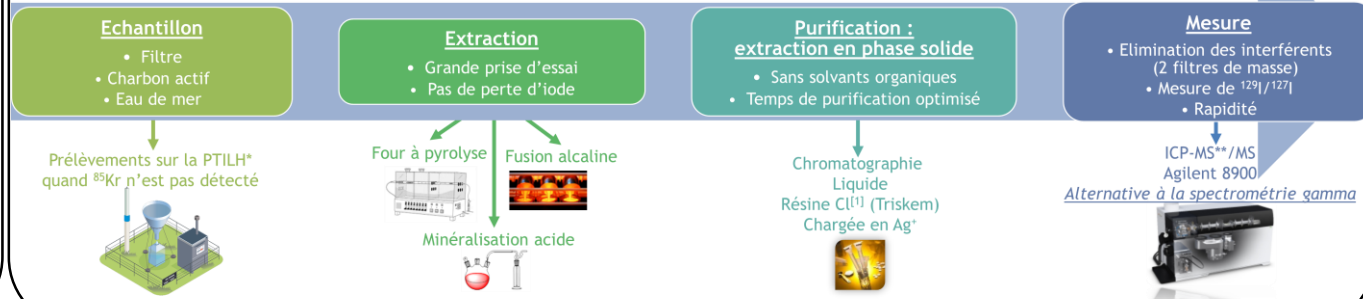 Echantillon
• Filtre
• Charbon actif
• Eau de mer
Prélèvements sur la PTILH*
quand ⁸⁵Kr n'est pas détecté
Extraction
• Grande prise d'essai
• Pas de perte d'iode
Four à pyrolyse
Fusion alcaline
Minéralisation acide
Purification :
extraction en phase solide
• Sans solvants organiques
• Temps de purification optimisé
Chromatographie
Liquide
Résine Cl[1] (Triskem)
Chargée en Ag⁺
Mesure
• Elimination des interférents
(2 filtres de masse)
• Mesure de ¹²⁹I/¹²⁷I
• Rapidité
ICP-MS**/MS
Agilent 8900
Alternative à la spectrométrie gamma